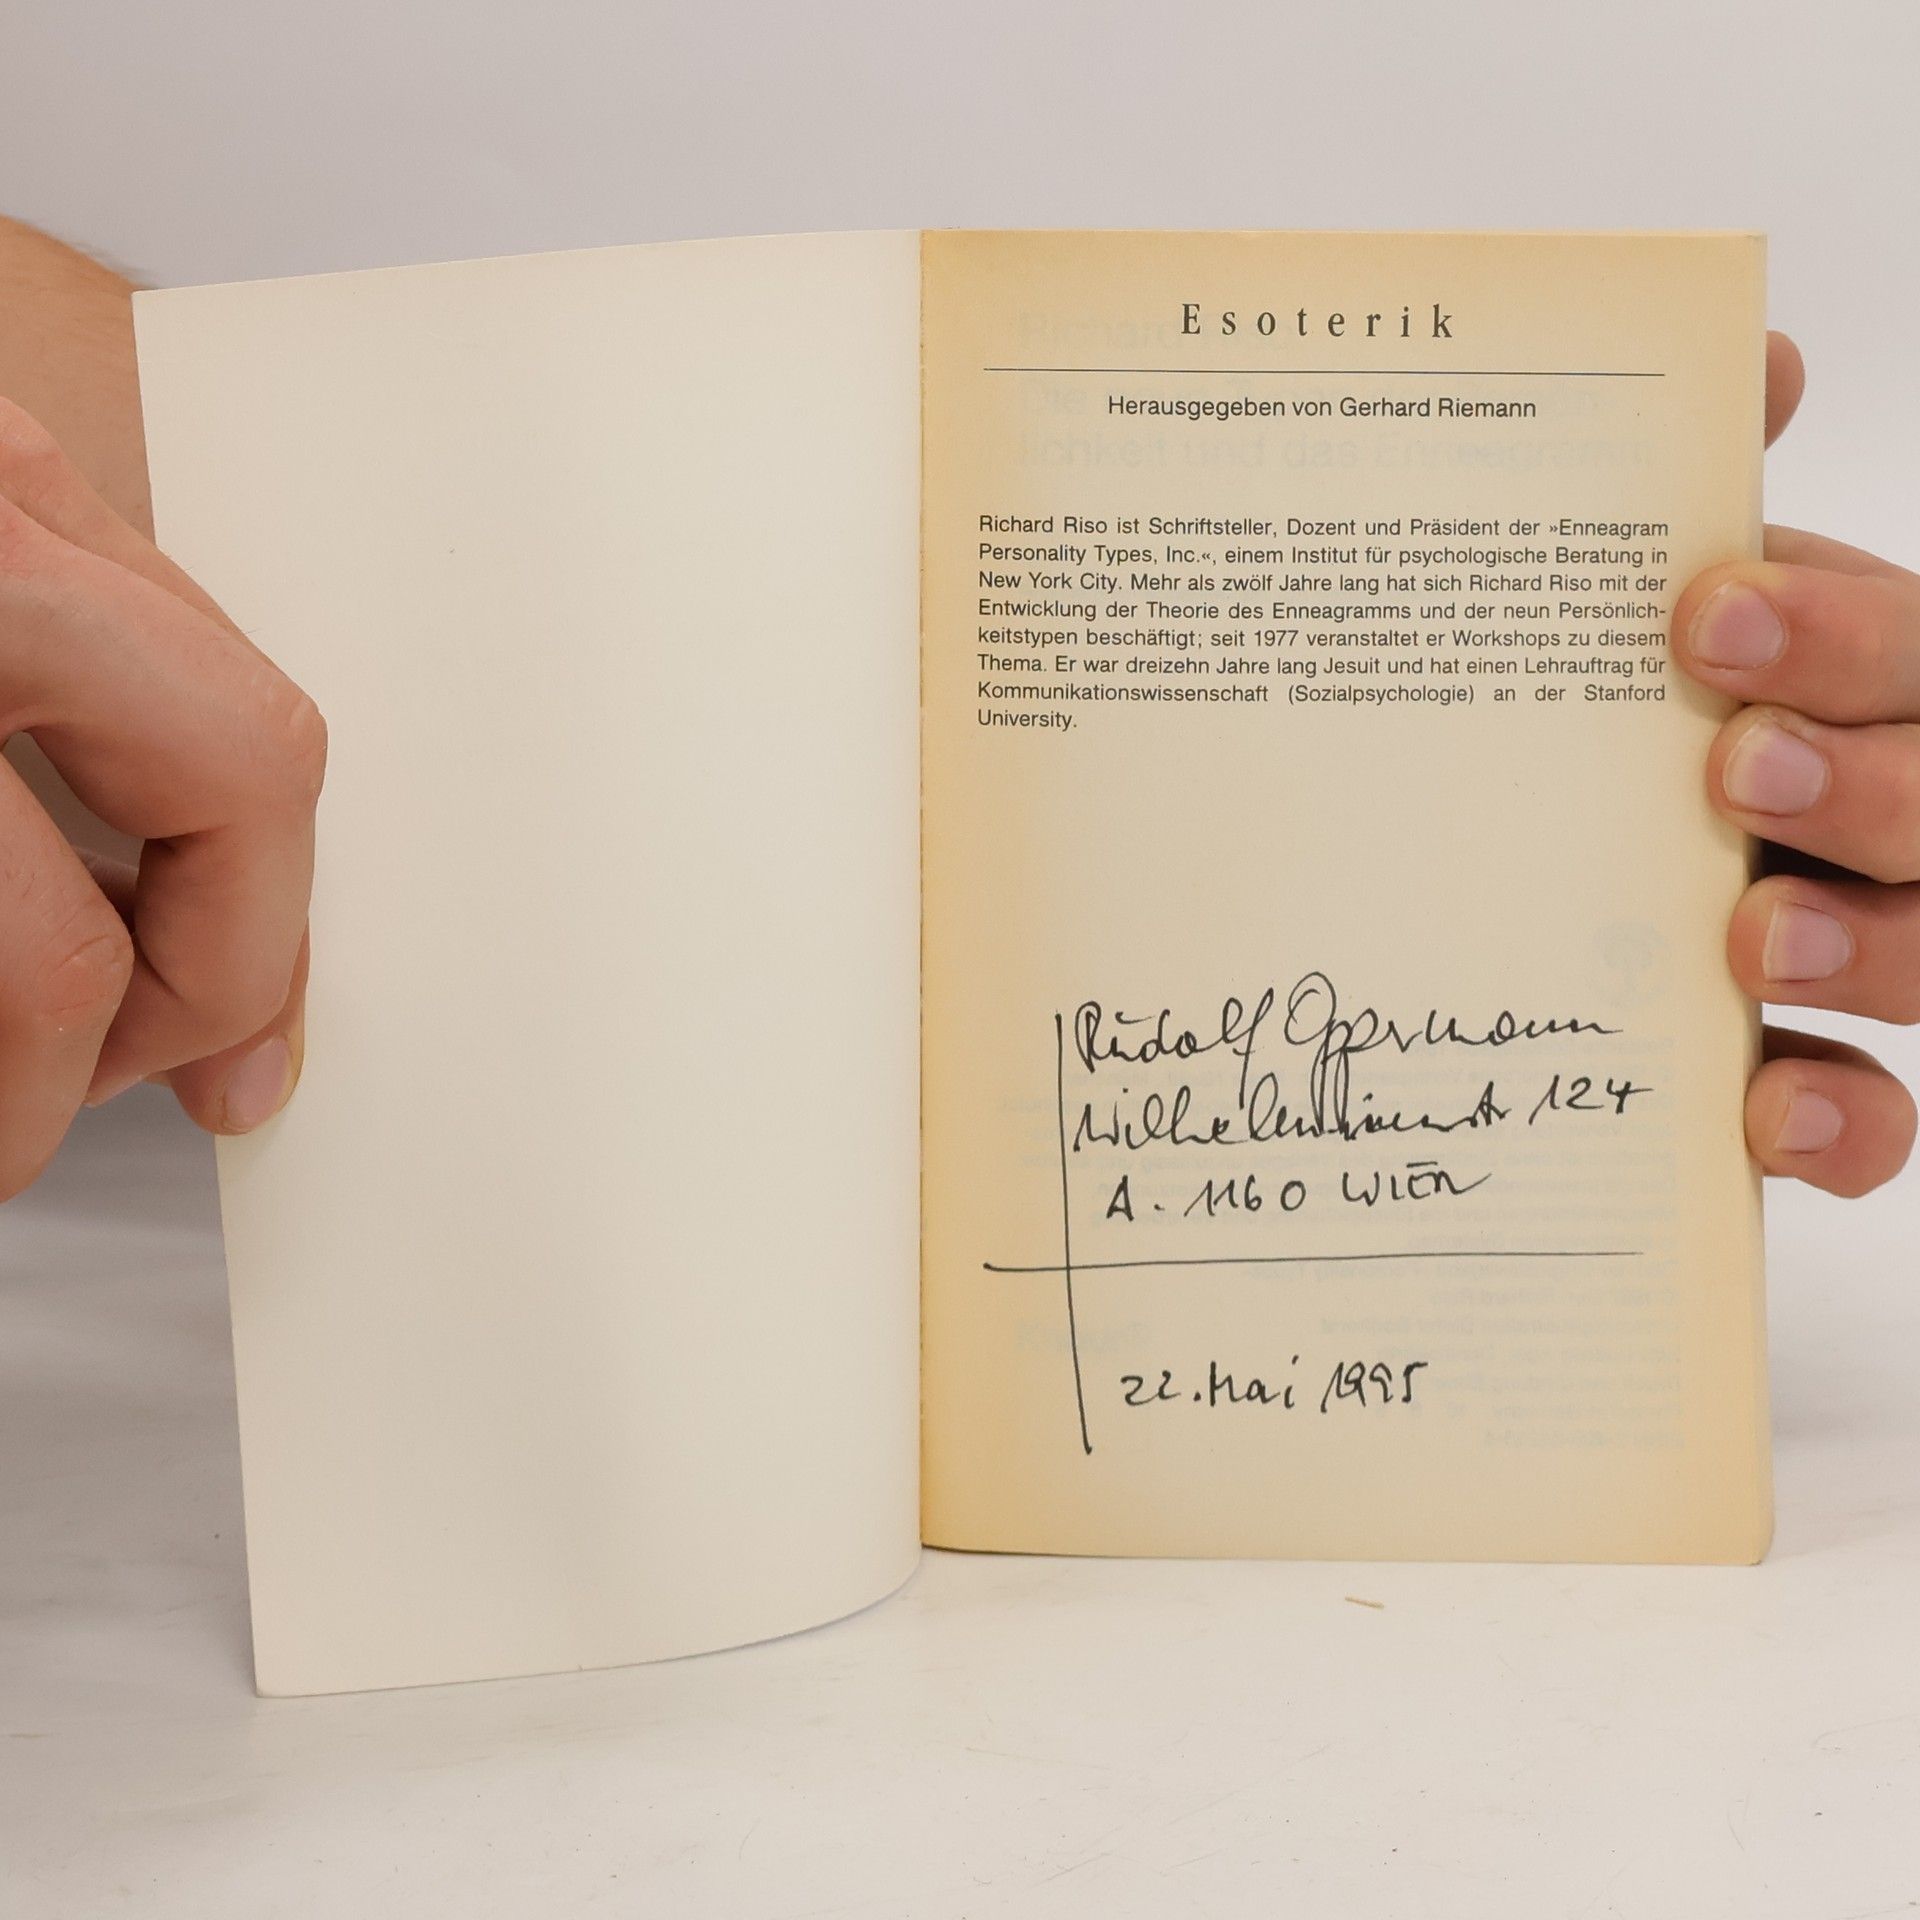 Esoterik
Herausgegeben von Gerhard Riemann
Richard Riso ist Schriftsteller, Dozent und Präsident der »Enneagram
Personality Types, Inc.«, einem Institut für psychologische Beratung in
New York City. Mehr als zwölf Jahre lang hat sich Richard Riso mit der
Entwicklung der Theorie des Enneagramms und der neun Persönlich-
keitstypen beschäftigt; seit 1977 veranstaltet er Workshops zu diesem
Thema. Er war dreizehn Jahre lang Jesuit und hat einen Lehrauftrag für
Kommunikationswissenschaft (Sozialpsychologie) an der Stanford
University.
Rudolf Oppermann
124
A. 1160 WIEN
22. Mai 1995